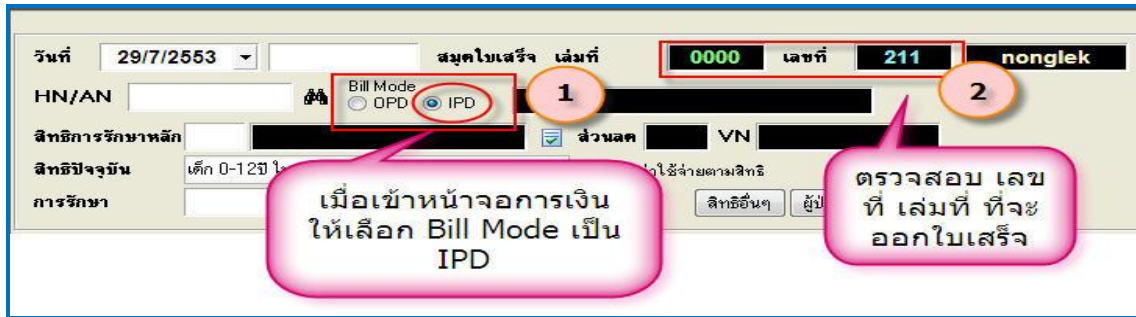 วันที่ 29/7/2553 สมุดใบเสร็จ เล่มที่ 0000 เลขที่ 211 nonglek
HN/AN Bill Mode OPD IPD 1 2
สิทธิการรักษาหลัก ส่วนลด VN
สิทธิปัจจุบัน เด็ก 0-12ปี ใช้จ่ายตามสิทธิ
การรักษา สิทธิอื่นๆ
เมื่อเข้าหน้าจอการเงิน
ให้เลือก Bill Mode เป็น
IPD
ตรวจสอบ เลข
ที่ เล่มที่ ที่จะ
ออกใบเสร็จ